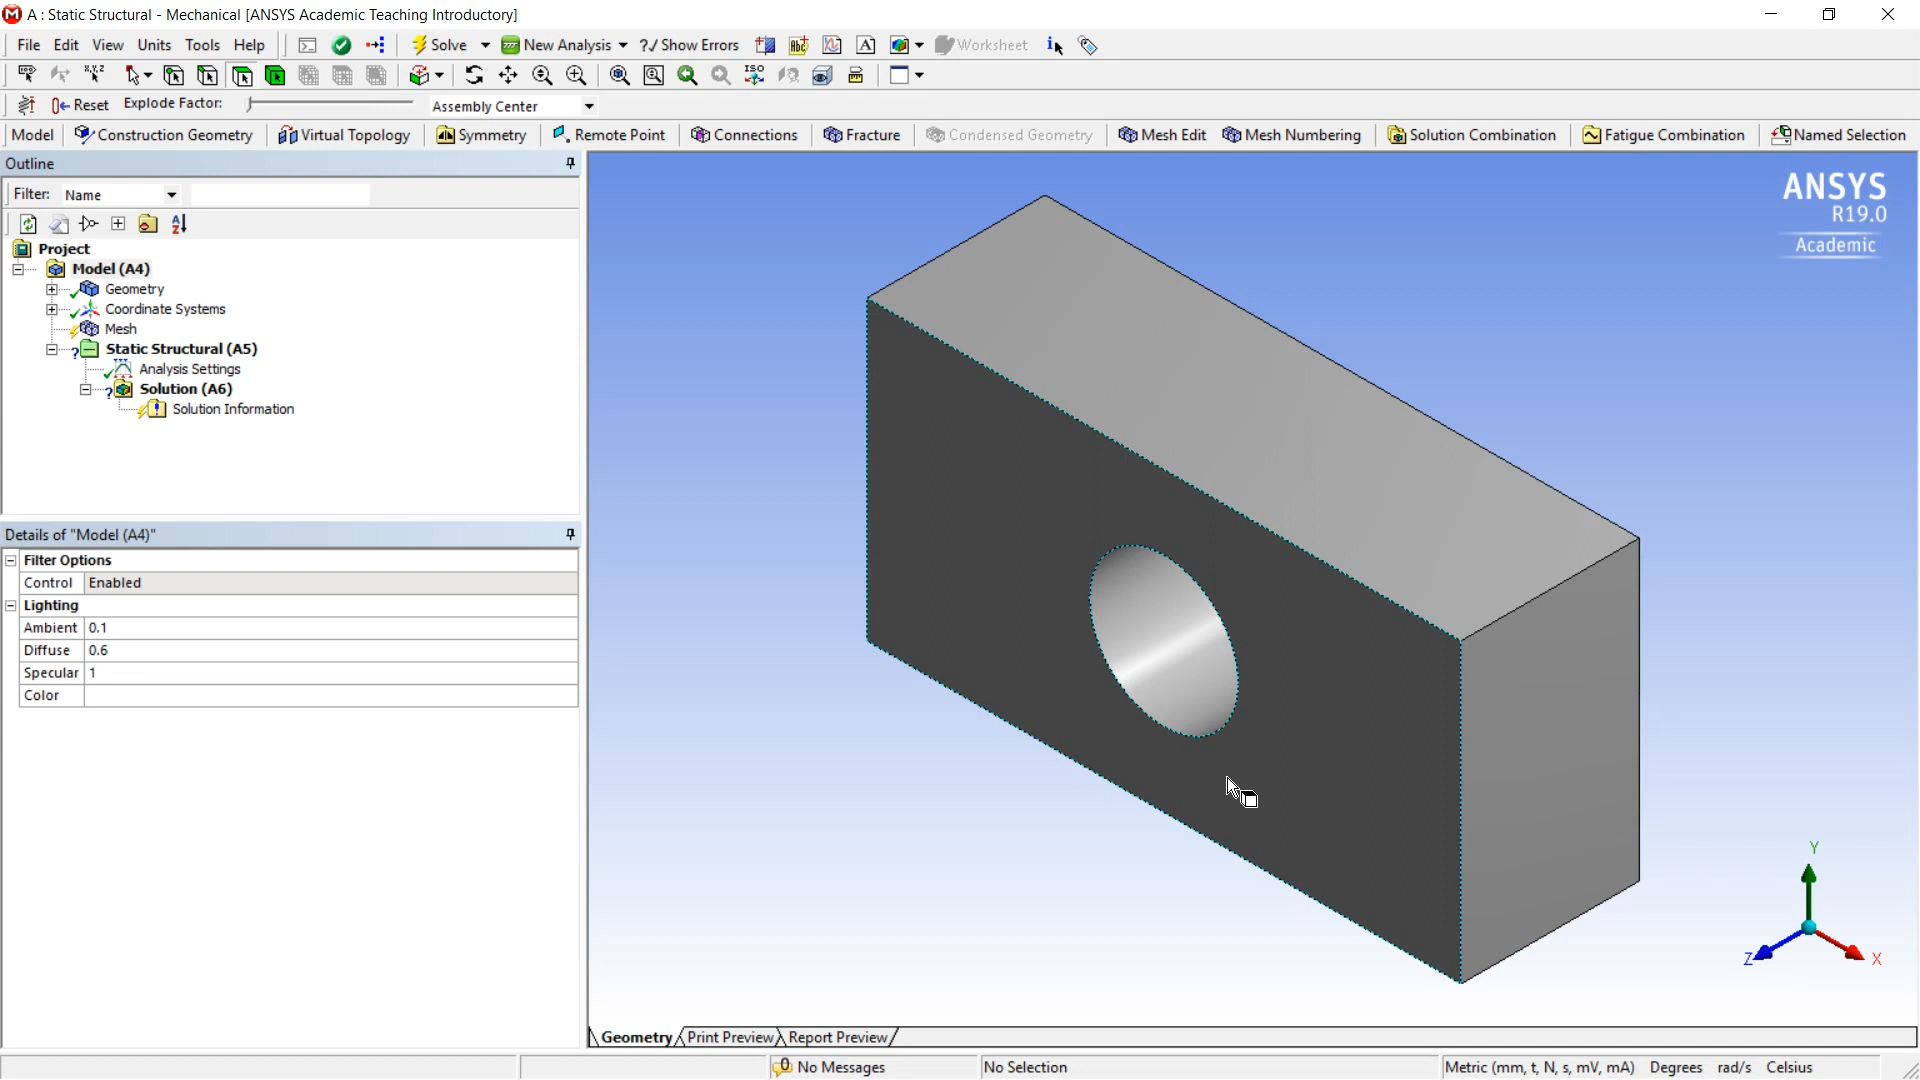 A : Static Structural - Mechanical [ANSYS Academic Teaching Introductory]
File Edit View Units Tools Help Solve New Analysis ?✓ Show Errors Worksheet
Reset Explode Factor: Assembly Center
Model Construction Geometry Virtual Topology Symmetry Remote Point Connections Fracture Condensed Geometry Mesh Edit Mesh Numbering Solution Combination Fatigue Combination Named Selection
Outline
Filter: Name
Project
Model (A4)
Geometry
Coordinate Systems
Mesh
Static Structural (A5)
Analysis Settings
Solution (A6)
Solution Information
Details of "Model (A4)"
Filter Options
Control Enabled
Lighting
Ambient 0.1
Diffuse 0.6
Specular 1
Color
ANSYS
R19.0
Academic
Y
Z X
Geometry Print Preview Report Preview
No Messages No Selection Metric (mm, t, N, s, mV, mA) Degrees rad/s Celsius